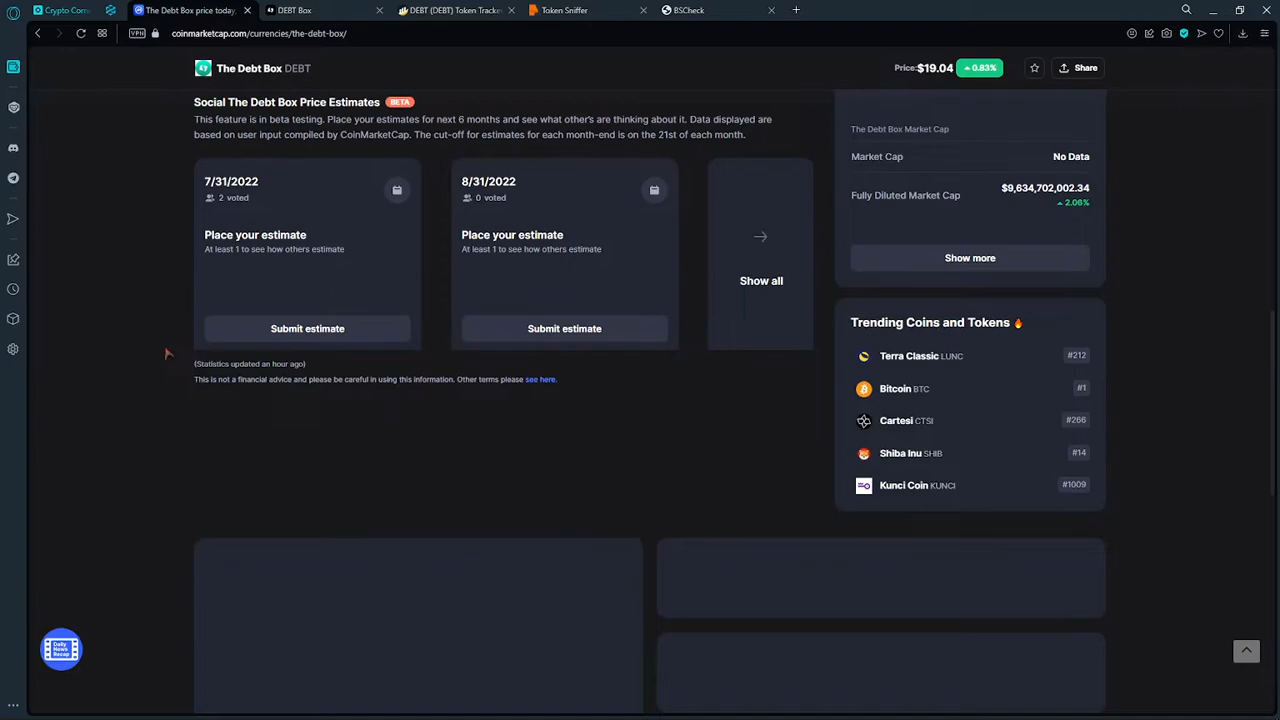 Crypto Com
The Debt Box price today,
DEBT Box
DEBT (DEBT) Token Tracke
Token Sniffer
BSCheck
VPN
coinmarketcap.com/currencies/the-debt-box/
The Debt Box DEBT
Price:$19.04
0.83%
Share
Social The Debt Box Price Estimates BETA
This feature is in beta testing. Place your estimates for next 6 months and see what other's are thinking about it. Data displayed are
based on user input compiled by CoinMarketCap. The cut-off for estimates for each month-end is on the 21st of each month.
7/31/2022
2 voted
Place your estimate
At least 1 to see how others estimate
Submit estimate
8/31/2022
0 voted
Place your estimate
At least 1 to see how others estimate
Submit estimate
Show all
(Statistics updated an hour ago)
This is not a financial advice and please be careful in using this information. Other terms please see here.
The Debt Box Market Cap
Market Cap No Data
Fully Diluted Market Cap $9,634,702,002.34
2.06%
Show more
Trending Coins and Tokens
Terra Classic LUNC #212
Bitcoin BTC #1
Cartesi CTSI #266
Shiba Inu SHIB #14
Kunci Coin KUNCI #1009
Daily
News
Recap